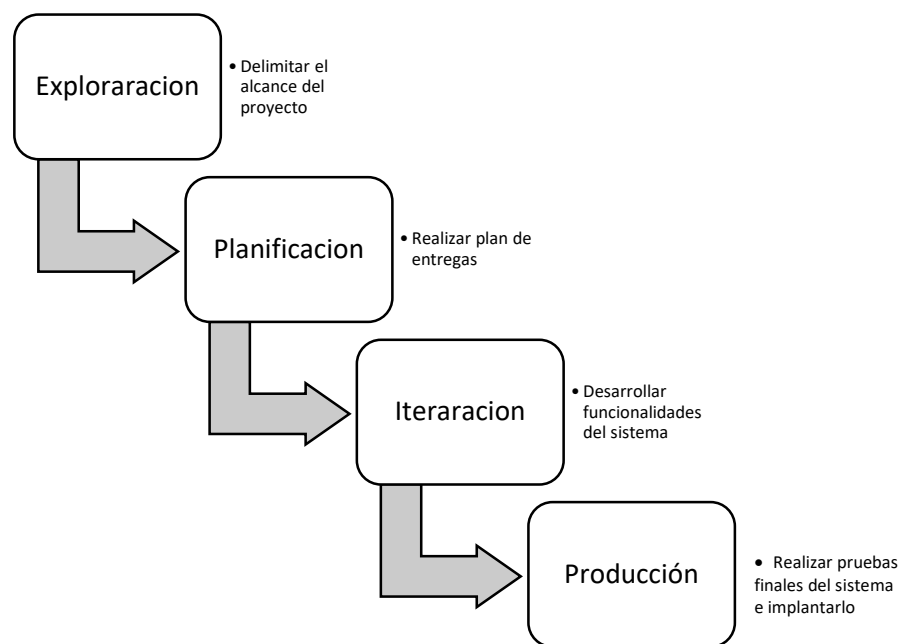 Exploraracion
• Delimitar el
alcance del
proyecto
Planificacion
• Realizar plan de
entregas
Iteraracion
• Desarrollar
funcionalidades
del sistema
Producción
• Realizar pruebas
finales del sistema
e implantarlo